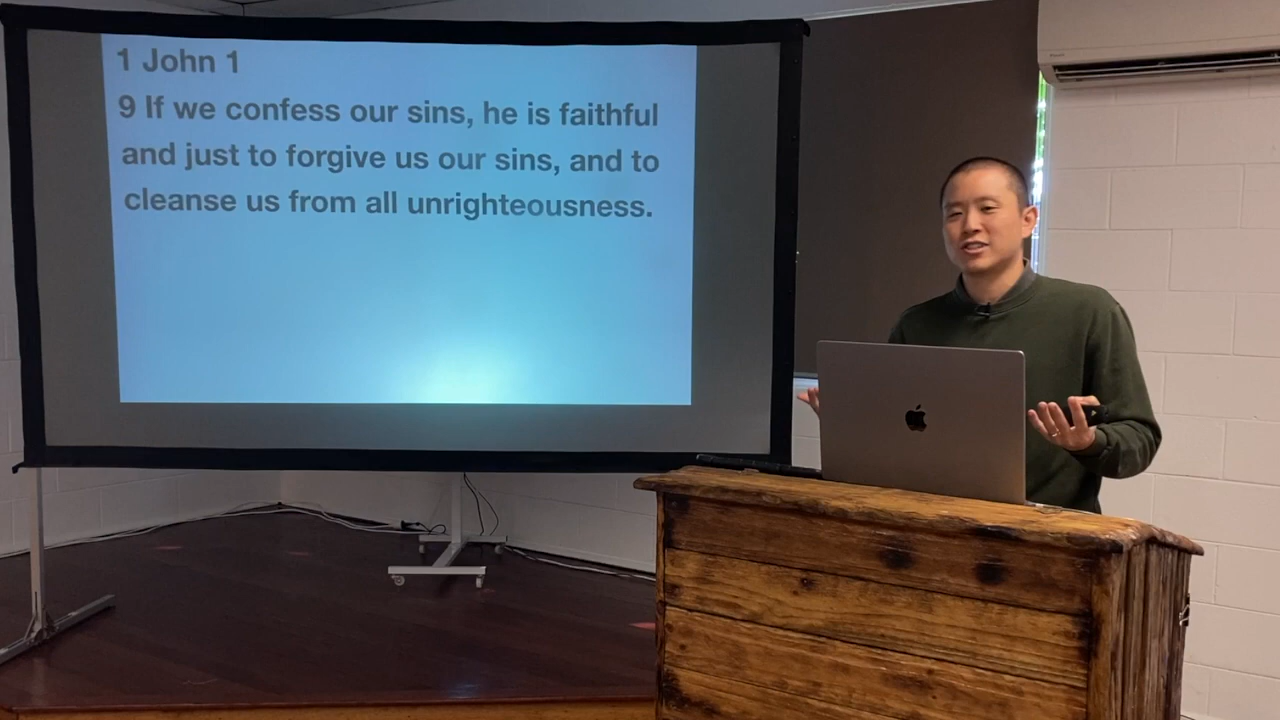 1 John 1
9 If we confess our sins, he is faithful
and just to forgive us our sins, and to
cleanse us from all unrighteousness.